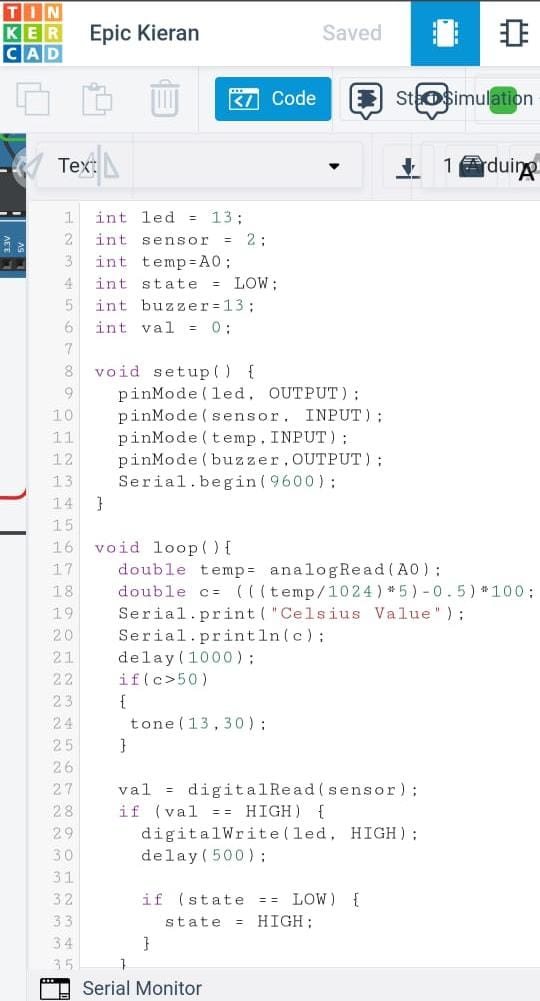 TIN
KER
CAD
Epic Kieran
Saved
Code
Start Simulation
Text
1
A
3.3V
5V
1 int led = 13;
2 int sensor = 2;
3 int temp=A0;
4 int state = LOW;
5 int buzzer=13;
6 int val = 0;
7
8 void setup() {
9 pinMode(led, OUTPUT);
10 pinMode(sensor, INPUT);
11 pinMode(temp,INPUT);
12 pinMode(buzzer,OUTPUT);
13 Serial.begin(9600);
14 }
15
16 void loop(){
17 double temp= analogRead(A0);
18 double c= (((temp/1024)*5)-0.5)*100;
19 Serial.print("Celsius Value");
20 Serial.println(c);
21 delay(1000);
22 if(c>50)
23 {
24 tone(13,30);
25 }
26
27 val = digitalRead(sensor);
28 if (val == HIGH) {
29 digitalWrite(led, HIGH);
30 delay(500);
31
32 if (state == LOW) {
33 state = HIGH;
34 }
35 }
Serial Monitor